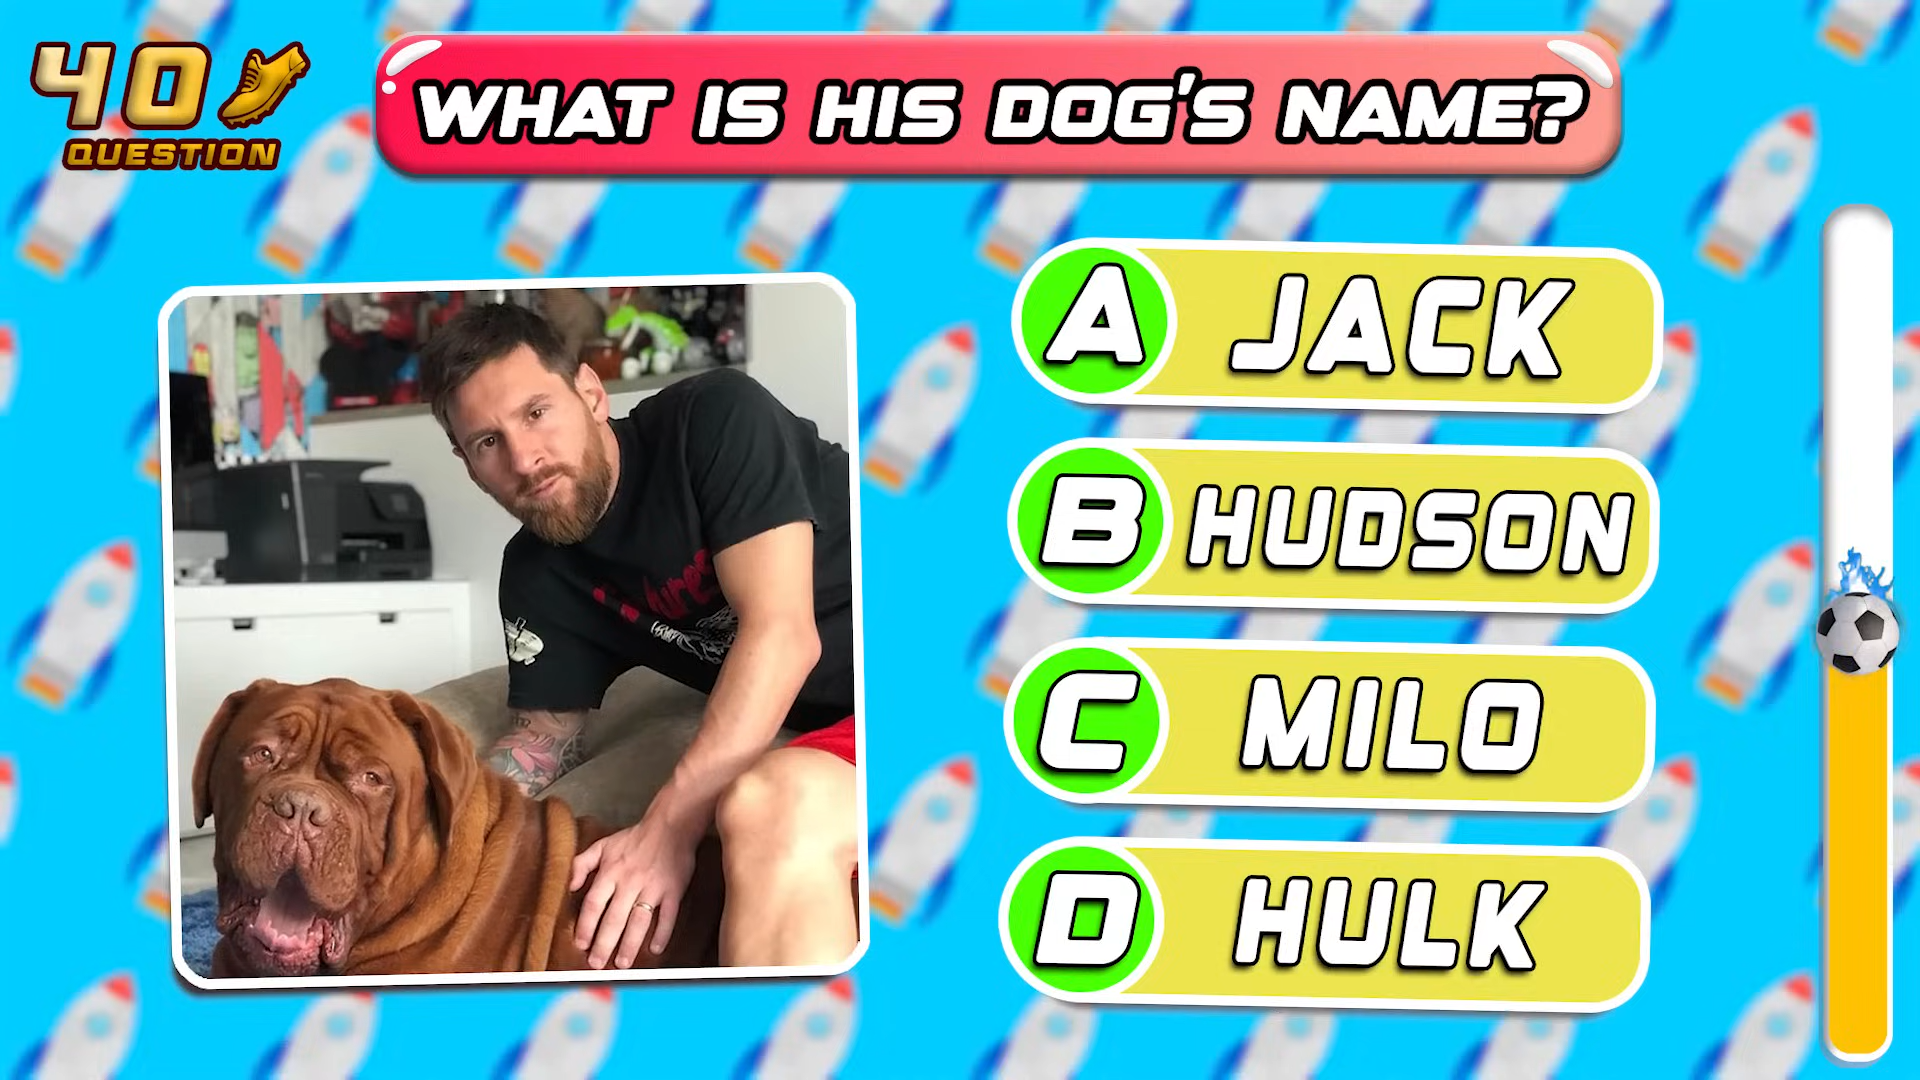 40
QUESTION
WHAT IS HIS DOG'S NAME?
A JACK
B HUDSON
C MILO
D HULK